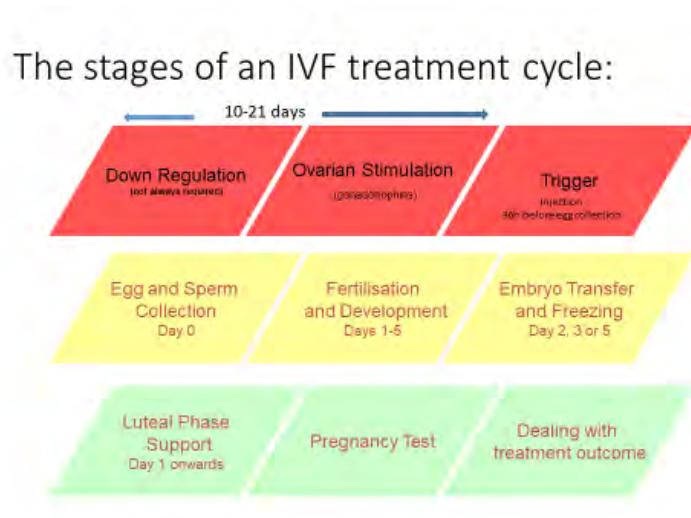 The stages of an IVF treatment cycle:
10-21 days
Down Regulation
(not always required)
Ovarian Stimulation
(gonadotrophins)
Trigger
Injection
36h before egg collection
Egg and Sperm
Collection
Day 0
Fertilisation
and Development
Days 1-5
Embryo Transfer
and Freezing
Day 2, 3 or 5
Luteal Phase
Support
Day 1 onwards
Pregnancy Test
Dealing with
treatment outcome